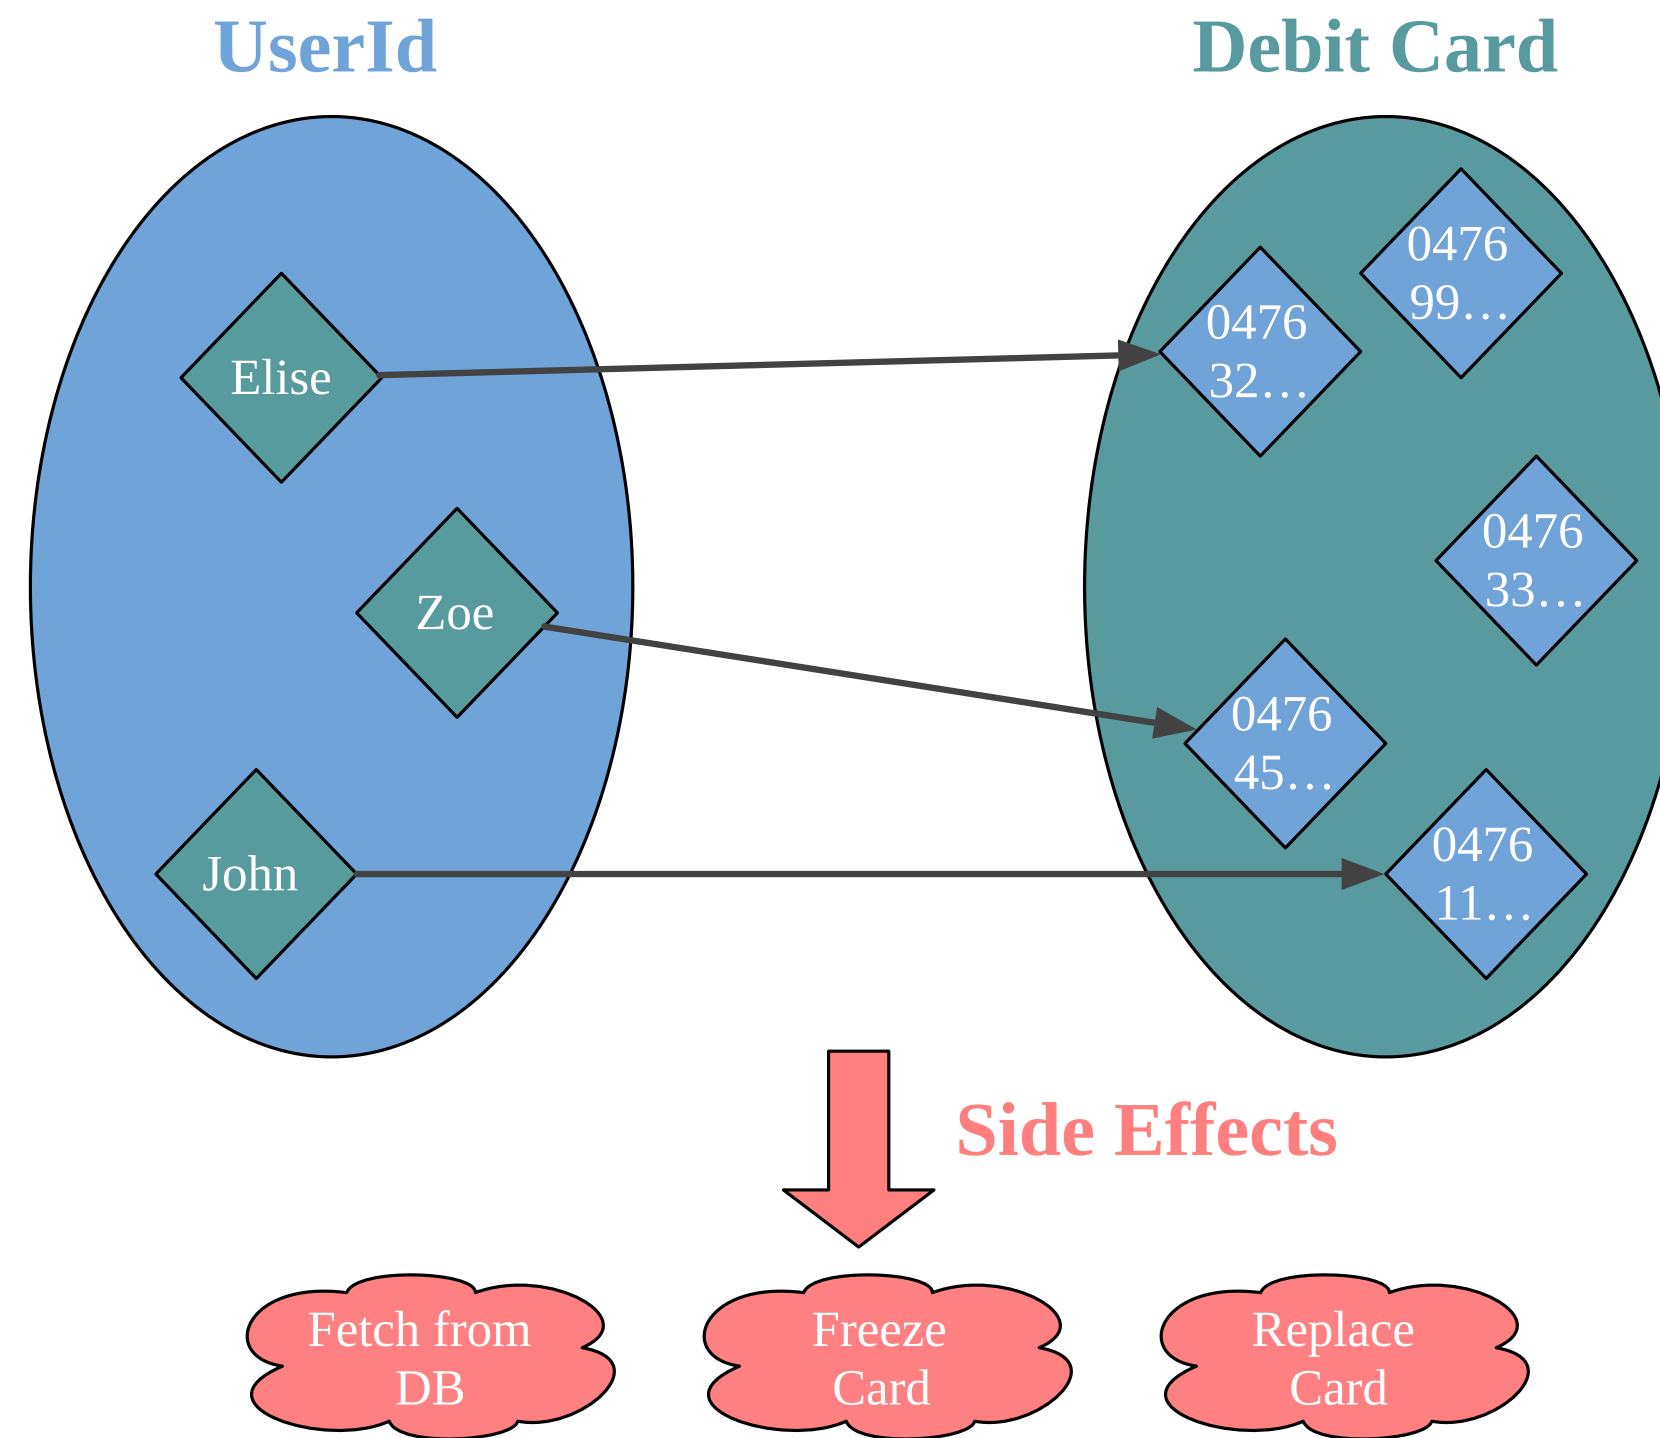 UserId
Debit Card
Elise
Zoe
John
0476
99…
0476
32…
0476
33…
0476
45…
0476
11…
Side Effects
Fetch from
DB
Freeze
Card
Replace
Card